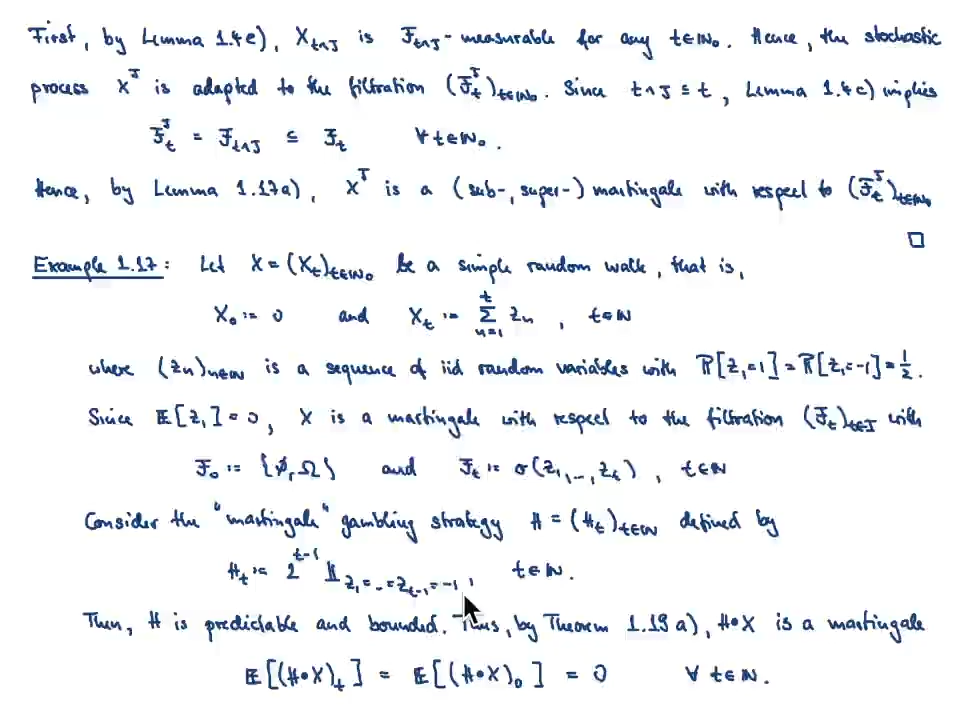 First, by Lemma 1.4e), X_{t∧τ} is 𝓕_{t∧τ}-measurable for any t∈ℕ₀. Hence, the stochastic
process X^τ is adapted to the filtration (𝓕_t^τ)_{t∈ℕ₀}. Since t∧τ ≤ t, Lemma 1.4c) implies
𝓕_t^τ = 𝓕_{t∧τ} ⊆ 𝓕_t ∀ t∈ℕ₀.
Hence, by Lemma 1.17a), X^τ is a (sub-, super-) martingale with respect to (𝓕_t^τ)_{t∈ℕ₀}
□
Example 1.17: Let X = (X_t)_{t∈ℕ₀} be a simple random walk, that is,
X₀ := 0 and X_t := ∑_{n=1}^{t} Z_n , t∈ℕ
where (Z_n)_{n∈ℕ} is a sequence of iid random variables with ℙ[Z₁=1] = ℙ[Z₁=-1] = 1/2.
Since 𝔼[Z₁] = 0, X is a martingale with respect to the filtration (𝓕_t)_{t∈I} with
𝓕₀ := {∅, Ω} and 𝓕_t := σ(Z₁,..., Z_t) , t∈ℕ
Consider the "martingale" gambling strategy H = (H_t)_{t∈ℕ} defined by
H_t := 2^{t-1} 𝟙_{Z₁=...=Z_{t-1}=-1} , t∈ℕ.
Then, H is predictable and bounded. Thus, by Theorem 1.19 a), H•X is a martingale
𝔼[(H•X)_t] = 𝔼[(H•X)₀] = 0 ∀ t∈ℕ.